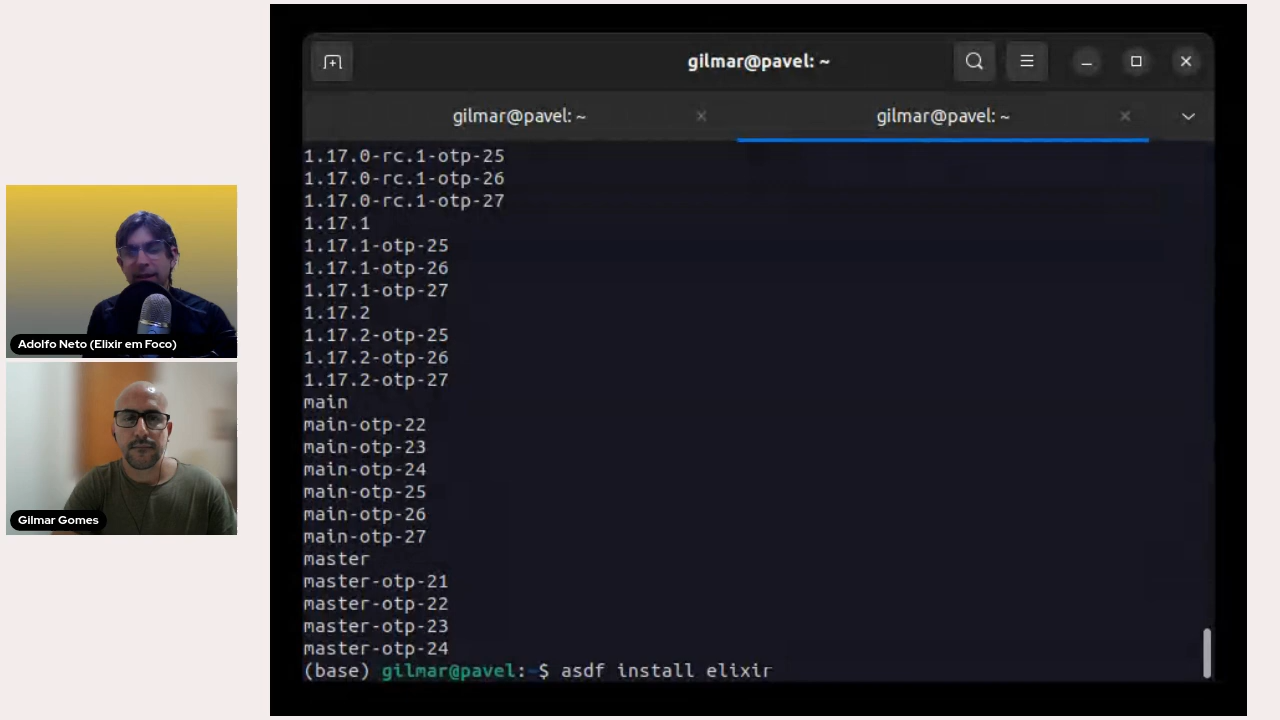 gilmar@pavel: ~
gilmar@pavel: ~
gilmar@pavel: ~
1.17.0-rc.1-otp-25
1.17.0-rc.1-otp-26
1.17.0-rc.1-otp-27
1.17.1
1.17.1-otp-25
1.17.1-otp-26
1.17.1-otp-27
1.17.2
1.17.2-otp-25
1.17.2-otp-26
1.17.2-otp-27
main
main-otp-22
main-otp-23
main-otp-24
main-otp-25
main-otp-26
main-otp-27
master
master-otp-21
master-otp-22
master-otp-23
master-otp-24
(base) gilmar@pavel:~$ asdf install elixir
Adolfo Neto (Elixir em Foco)
Gilmar Gomes